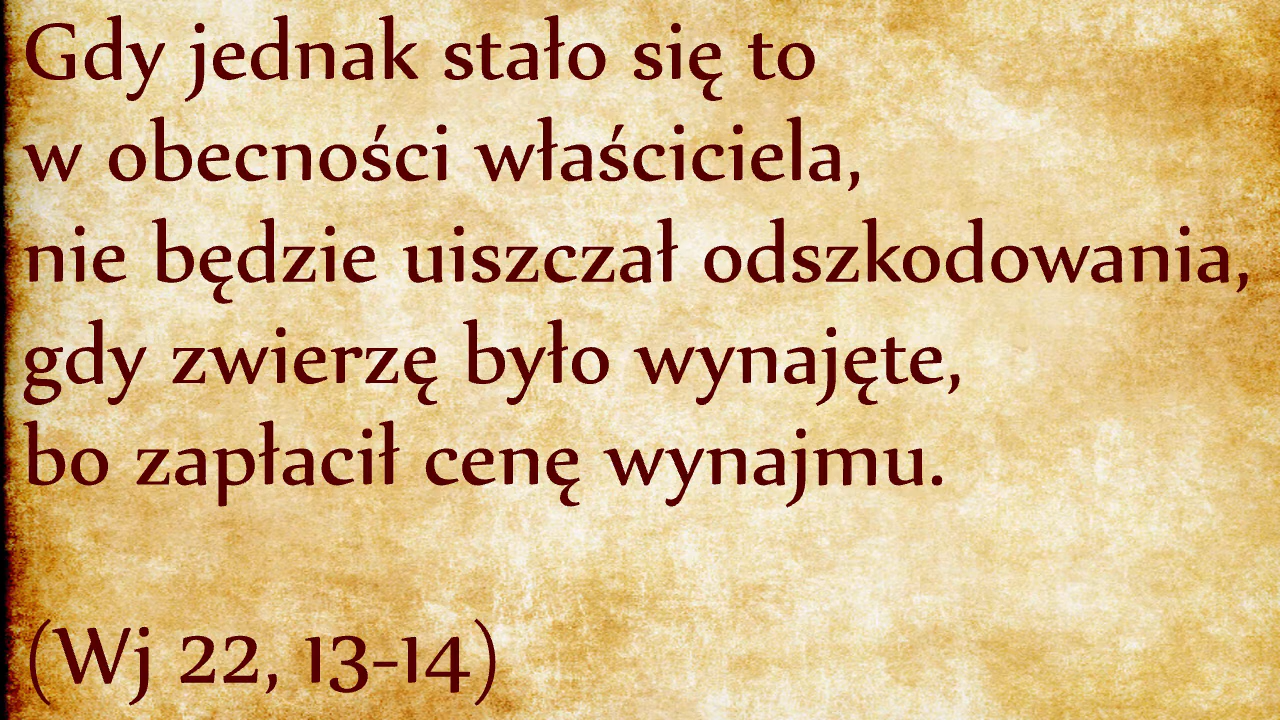 Gdy jednak stało się to
w obecności właściciela,
nie będzie uiszczał odszkodowania,
gdy zwierzę było wynajęte,
bo zapłacił cenę wynajmu.
(Wj 22, 13-14)